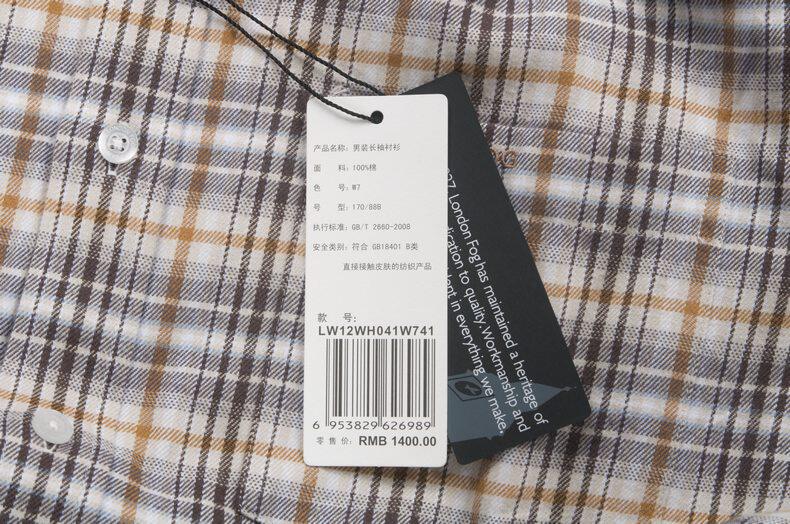 产品名称: 男装长袖衬衫
面 料: 100%棉
色 号: W7
号 型: 170/88B
执行标准: GB/T 2660-2008
安全类别: 符合 GB18401 B类
直接接触皮肤的纺织产品
款 号:
LW12WH041W741
6 953829 626989
零 售 价: RMB 1400.00
London Fog has maintained a heritage of
to quality. Workmanship and
in everything we make.